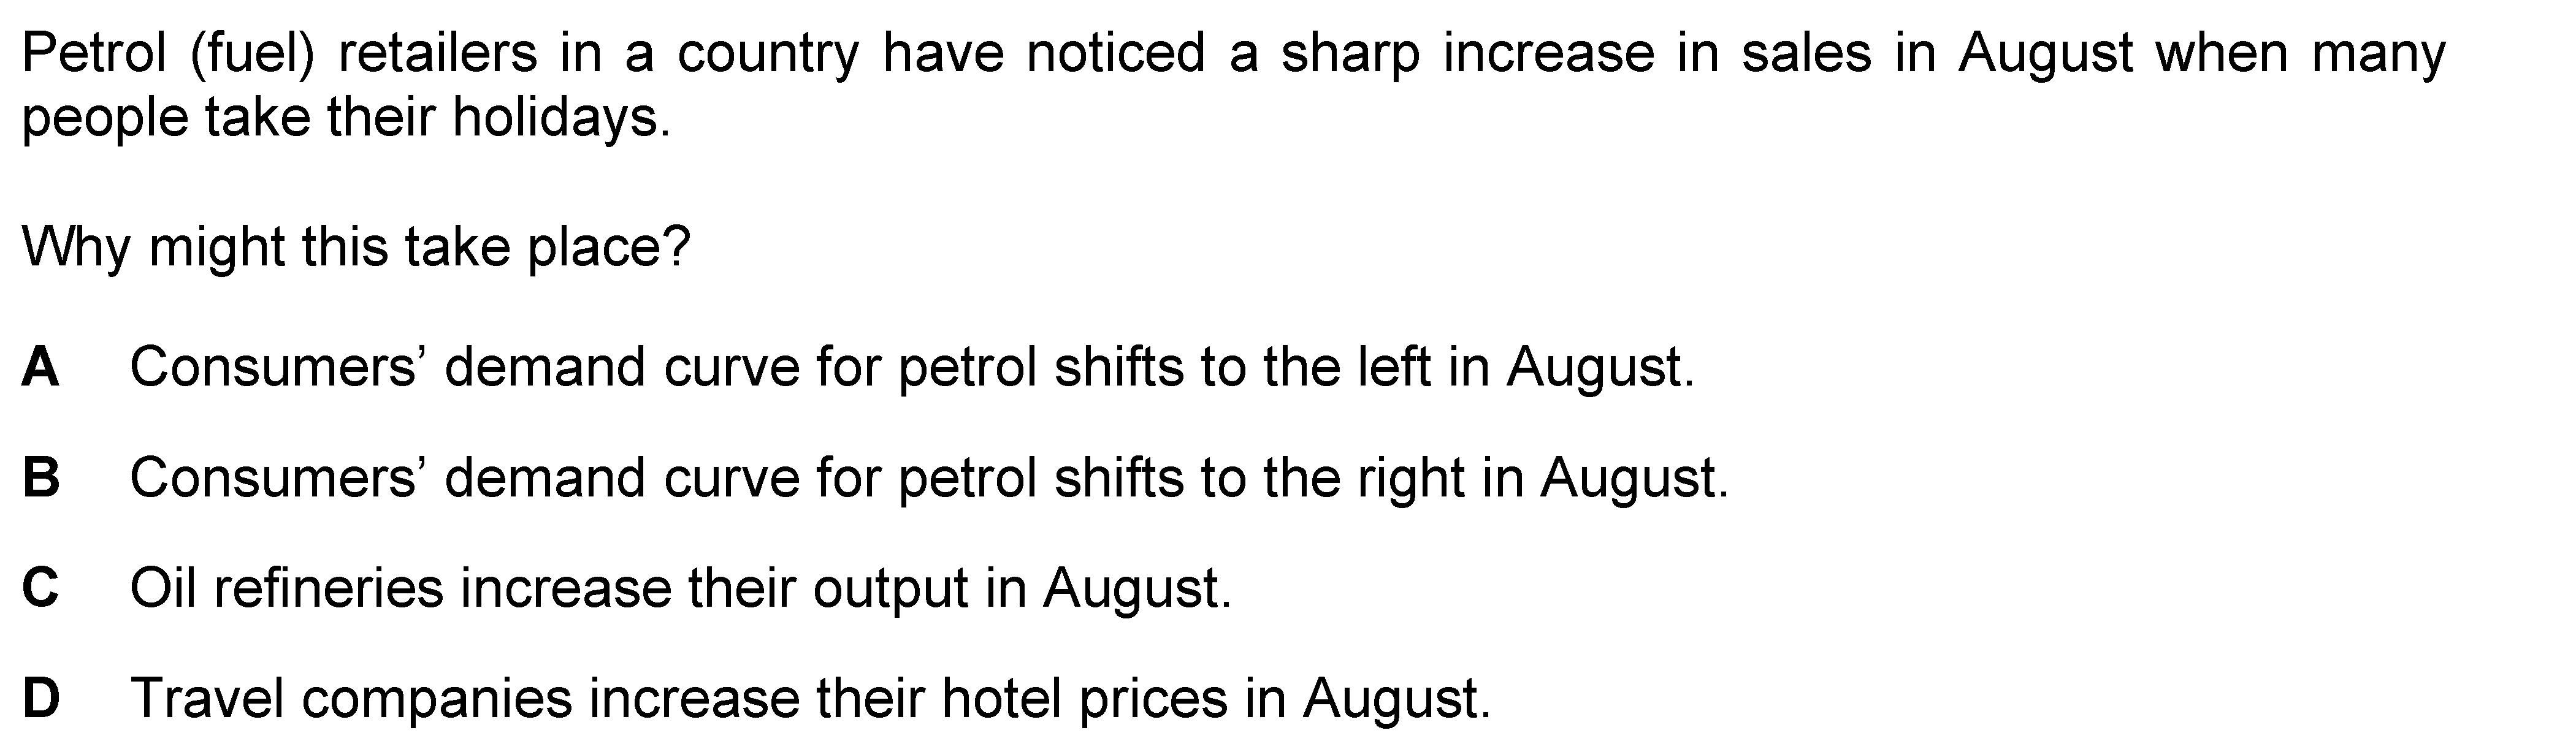 Petrol (fuel) retailers in a country have noticed a sharp increase in sales in August when many
people take their holidays.
Why might this take place?
A Consumers’ demand curve for petrol shifts to the left in August.
B Consumers’ demand curve for petrol shifts to the right in August.
C Oil refineries increase their output in August.
D Travel companies increase their hotel prices in August.